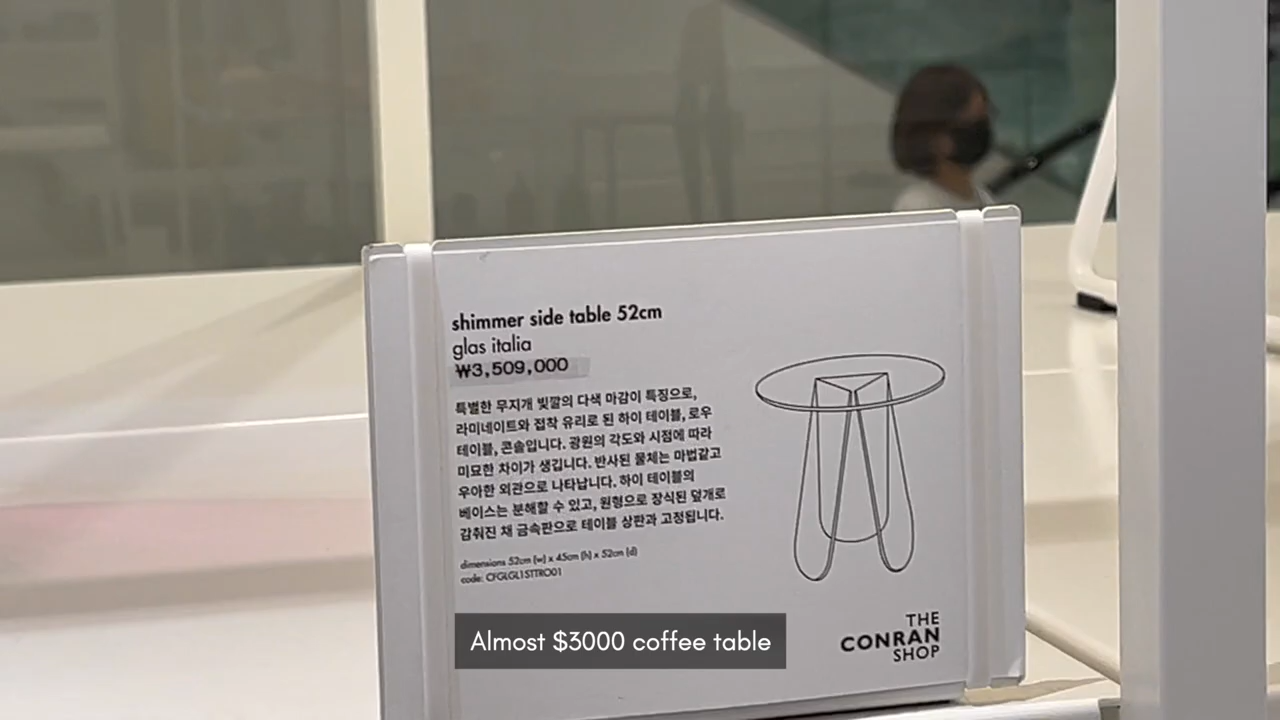 shimmer side table 52cm
glas italia
₩3,509,000
특별한 무지개 빛깔의 다색 마감이 특징으로,
라미네이트와 접착 유리로 된 하이 테이블, 로우
테이블, 콘솔입니다. 광원의 각도와 시점에 따라
미묘한 차이가 생깁니다. 반사된 물체는 마법같고
우아한 외관으로 나타납니다. 하이 테이블의
베이스는 분해할 수 있고, 원형으로 장식된 덮개로
감춰진 채 금속판으로 테이블 상판과 고정됩니다.
dimensions 52cm (w) x 45cm (h) x 52cm (d)
code: CFGLGL1STTRO01
THE
CONRAN
SHOP
Almost $3000 coffee table